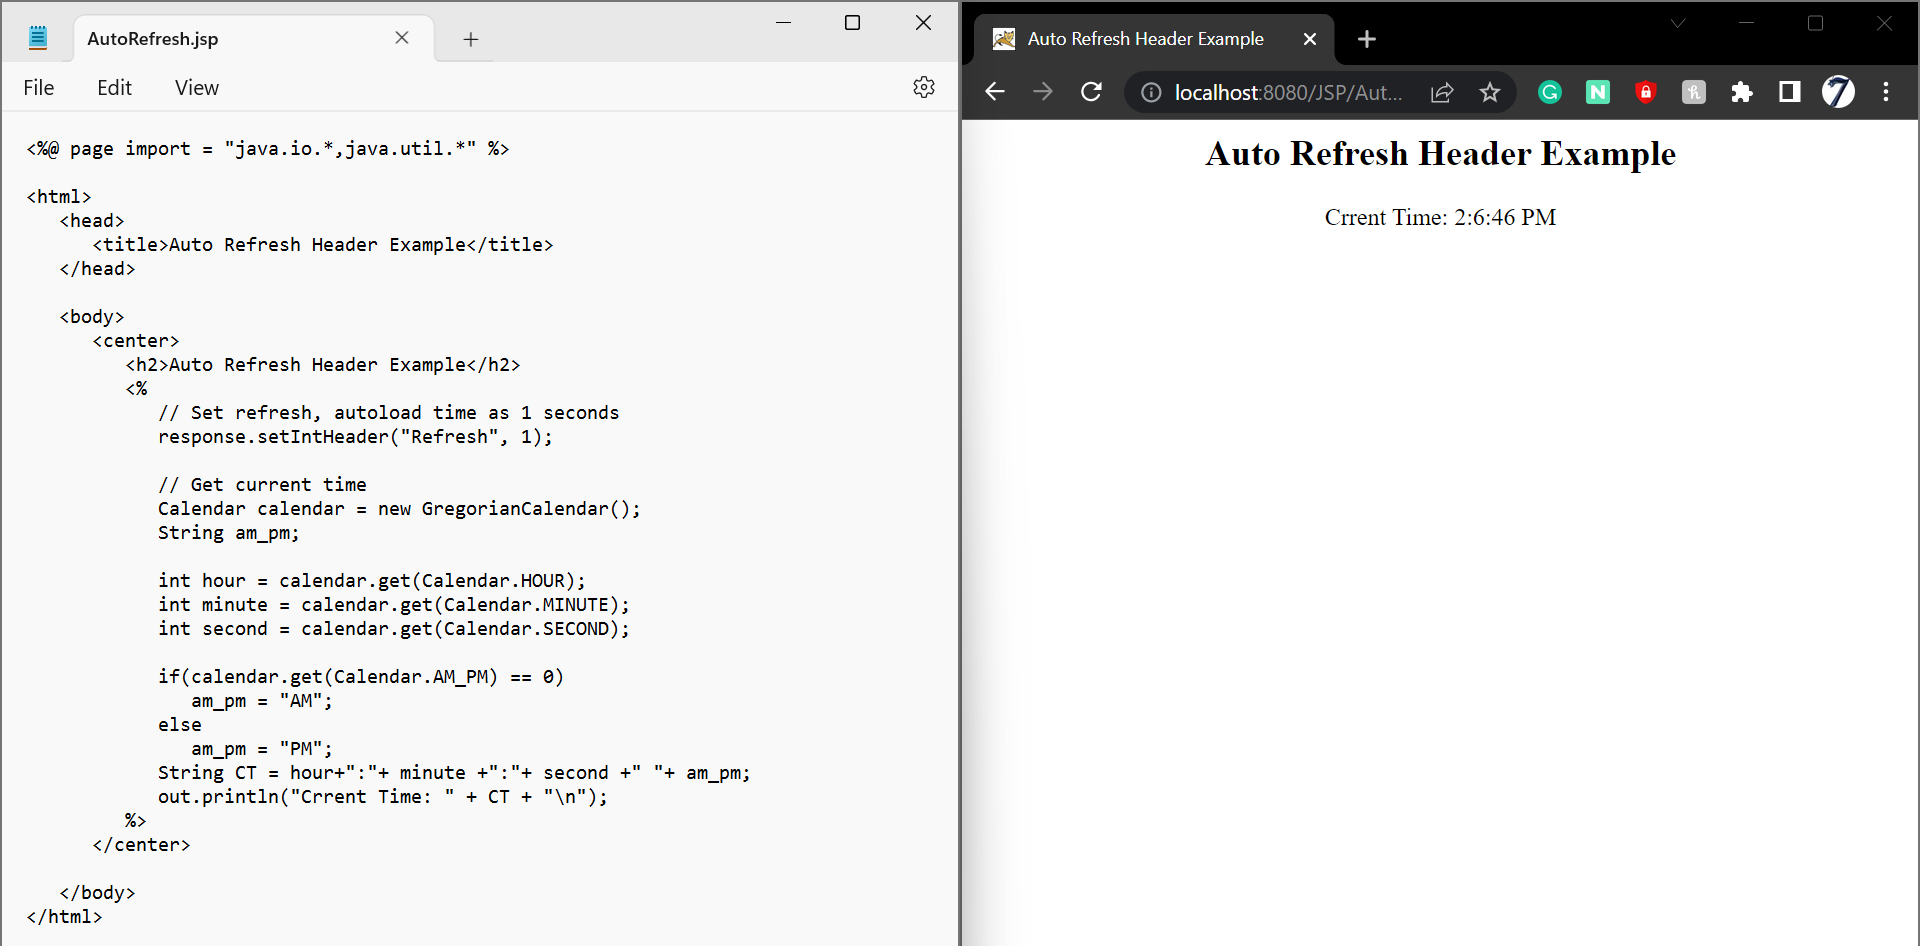 AutoRefresh.jsp
File Edit View
<%@ page import = "java.io.*,java.util.*" %>
<html>
   <head>
      <title>Auto Refresh Header Example</title>
   </head>
   <body>
      <center>
         <h2>Auto Refresh Header Example</h2>
         <%
            // Set refresh, autoload time as 1 seconds
            response.setIntHeader("Refresh", 1);
            // Get current time
            Calendar calendar = new GregorianCalendar();
            String am_pm;
            int hour = calendar.get(Calendar.HOUR);
            int minute = calendar.get(Calendar.MINUTE);
            int second = calendar.get(Calendar.SECOND);
            if(calendar.get(Calendar.AM_PM) == 0)
               am_pm = "AM";
            else
               am_pm = "PM";
            String CT = hour+":"+ minute +":"+ second +" "+ am_pm;
            out.println("Crrent Time: " + CT + "\n");
         %>
      </center>
   </body>
</html>
Auto Refresh Header Example
localhost:8080/JSP/Aut...
Auto Refresh Header Example
Crrent Time: 2:6:46 PM